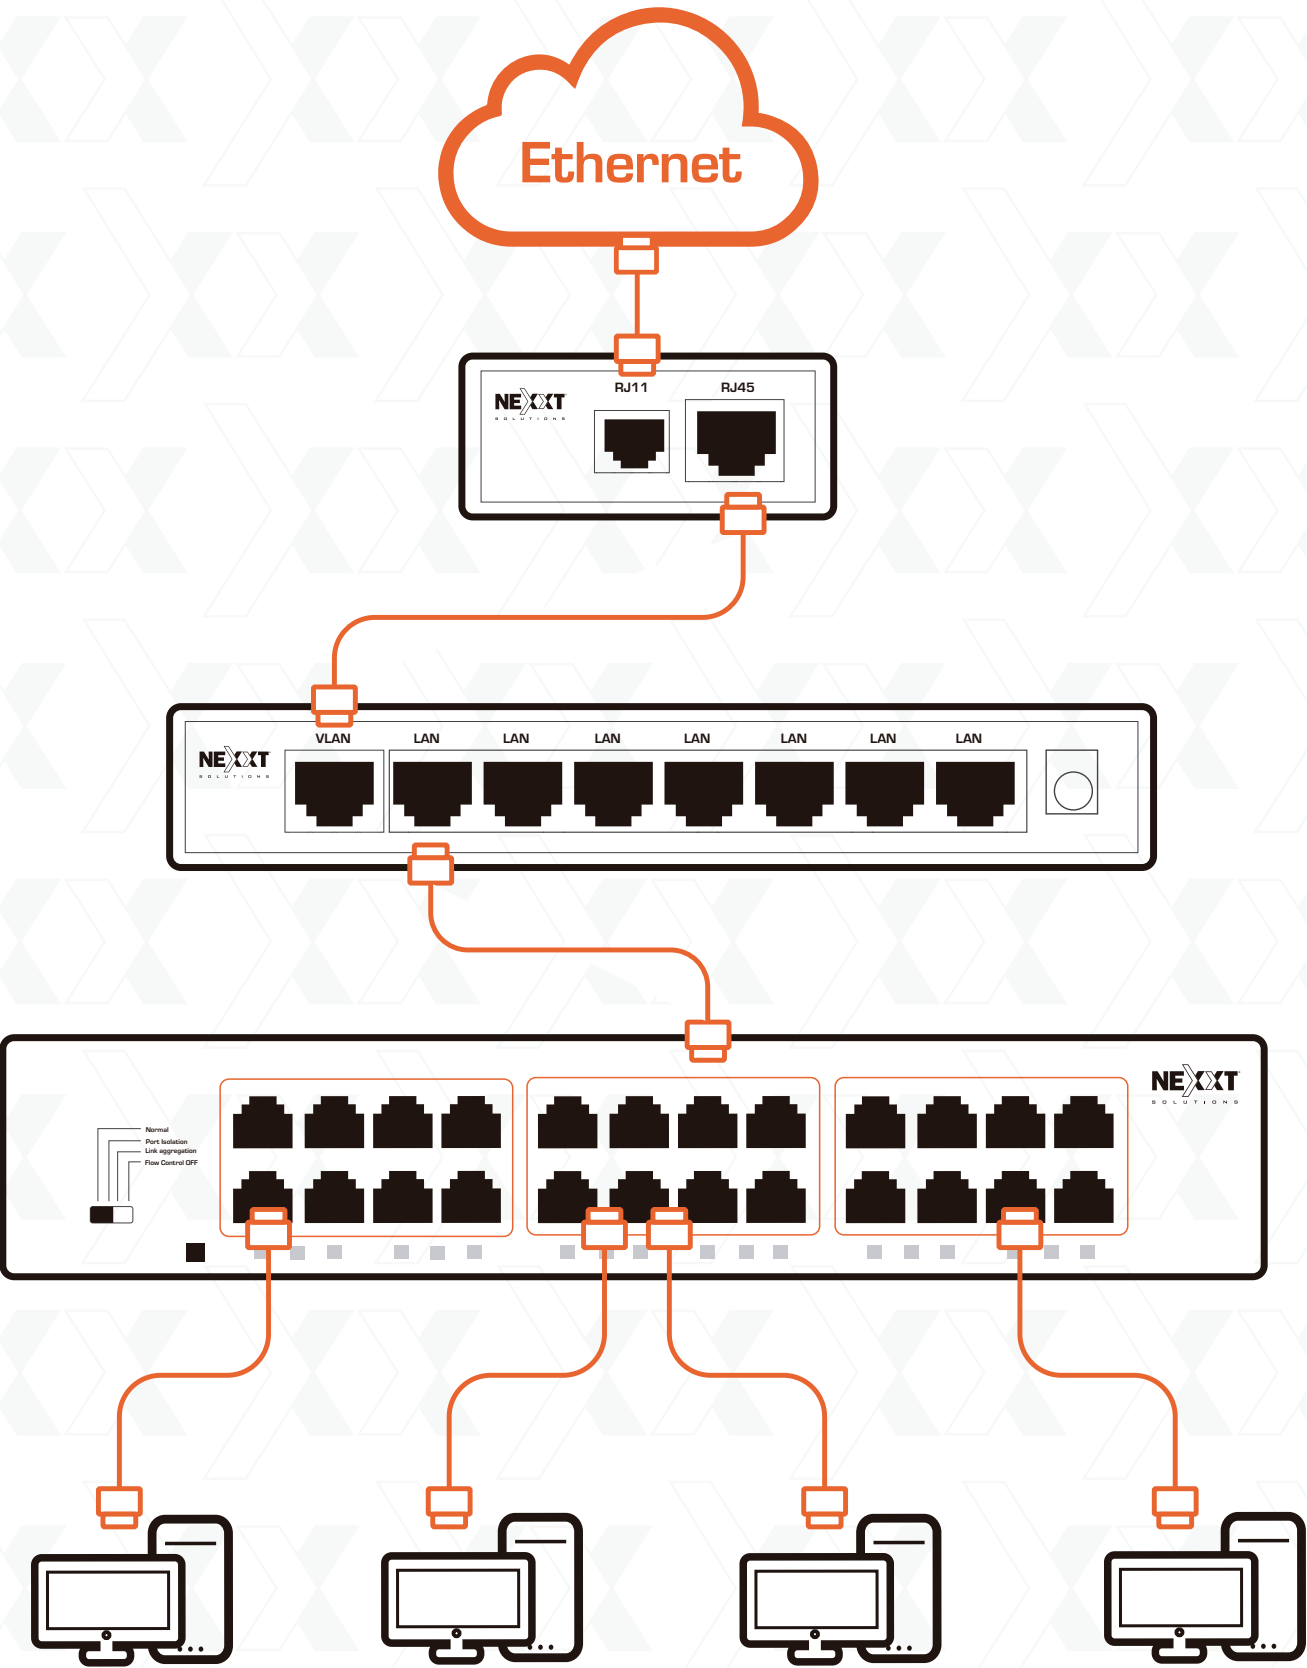 Ethernet
RJ11 RJ45
NEXXT
SOLUTIONS
VLAN LAN LAN LAN LAN LAN LAN LAN
NEXXT
SOLUTIONS
NEXXT
SOLUTIONS
Normal
Port Isolation
Link aggregation
Flow Control OFF